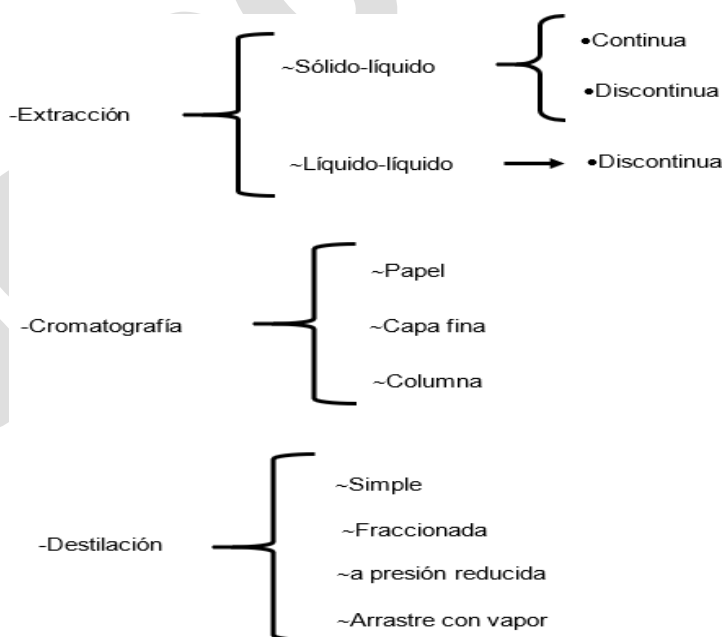 -Extracción
~Sólido-líquido
•Continua
•Discontinua
~Líquido-líquido
•Discontinua
-Cromatografía
~Papel
~Capa fina
~Columna
-Destilación
~Simple
~Fraccionada
~a presión reducida
~Arrastre con vapor